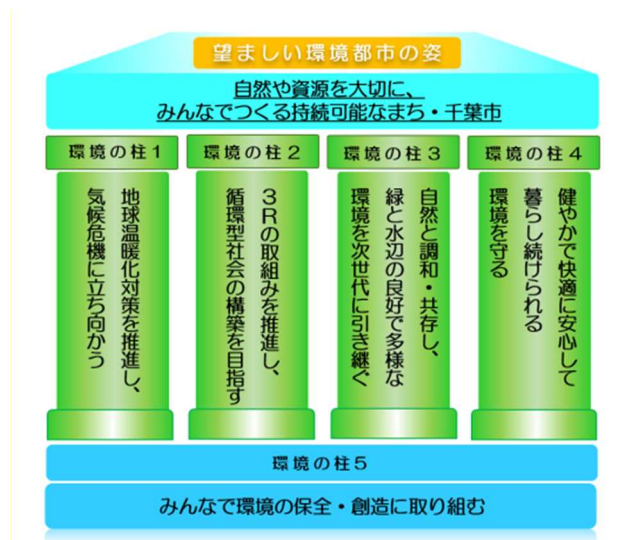 望ましい環境都市の姿
自然や資源を大切に、
みんなでつくる持続可能なまち・千葉市
環境の柱1
地球温暖化対策を推進し、
気候危機に立ち向かう
環境の柱2
3Rの取組みを推進し、
循環型社会の構築を目指す
環境の柱3
自然と調和・共存し、
緑と水辺の良好で多様な
環境を次世代に引き継ぐ
環境の柱4
健やかで快適に安心して
暮らし続けられる
環境を守る
環境の柱5
みんなで環境の保全・創造に取り組む